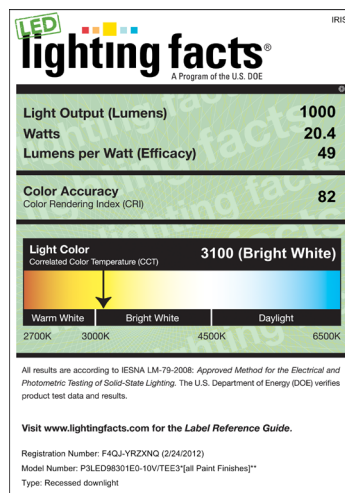 LED
IRIS
lighting facts®
A Program of the U.S. DOE
Light Output (Lumens) 1000
Watts 20.4
Lumens per Watt (Efficacy) 49
Color Accuracy
Color Rendering Index (CRI) 82
Light Color
Correlated Color Temperature (CCT) 3100 (Bright White)
Warm White Bright White Daylight
2700K 3000K 4500K 6500K
All results are according to IESNA LM-79-2008: Approved Method for the Electrical and
Photometric Testing of Solid-State Lighting. The U.S. Department of Energy (DOE) verifies
product test data and results.
Visit www.lightingfacts.com for the Label Reference Guide.
Registration Number: F4QJ-YRZXNQ (2/24/2012)
Model Number: P3LED98301E0-10V/TEE3*[all Paint Finishes]**
Type: Recessed downlight